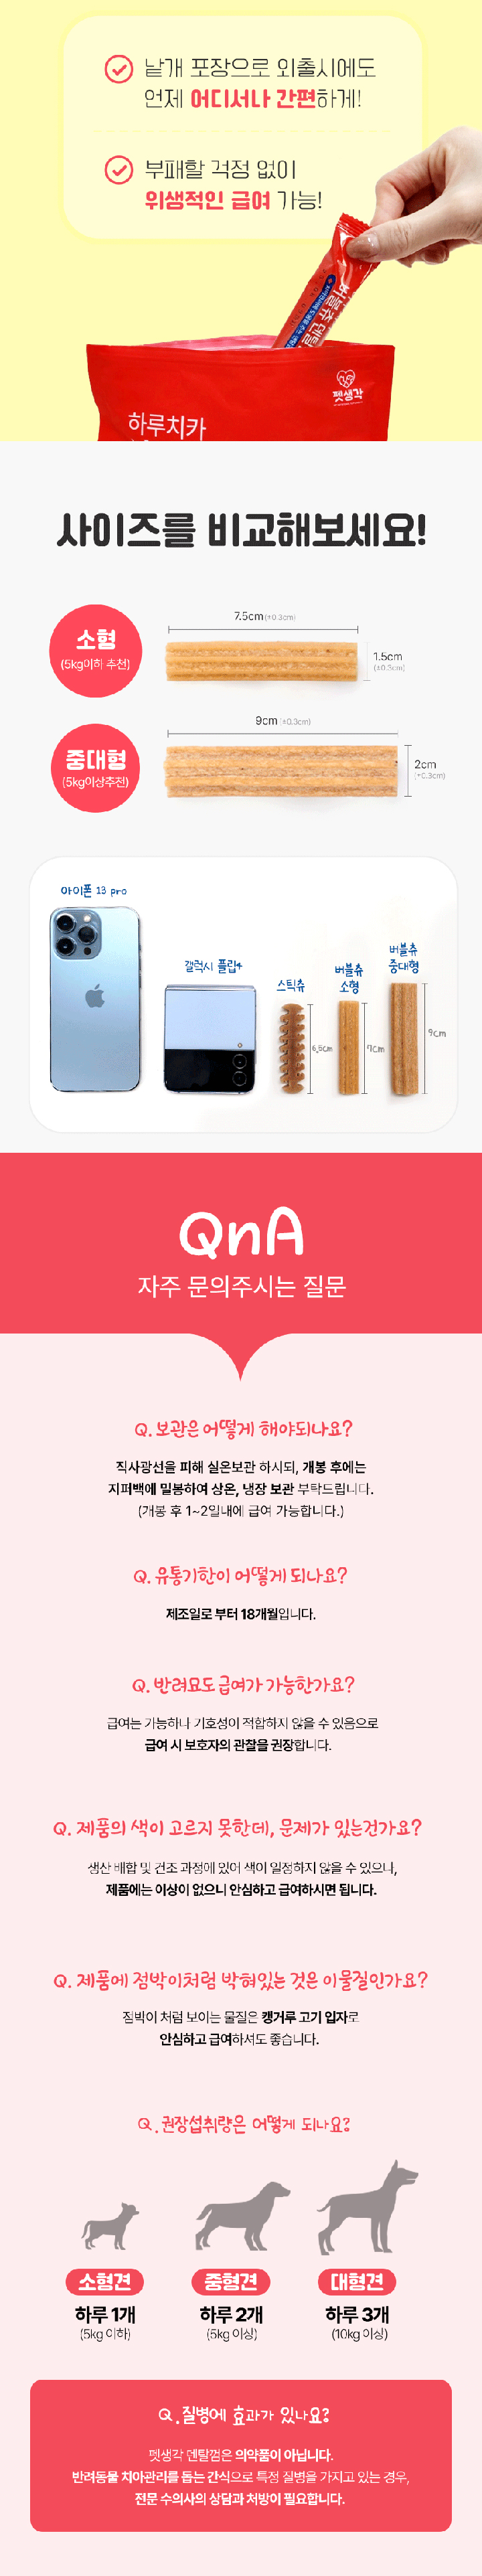 낱개 포장으로 외출시에도
언제 어디서나 간편하게!
부패할 걱정 없이
위생적인 급여 가능!
버블츄 덴탈
펫생각
하루치카
사이즈를 비교해보세요!
소형
(5kg이하 추천)
7.5cm (±0.3cm)
1.5cm
(±0.3cm)
중대형
(5kg이상추천)
9cm (±0.3cm)
2cm
(±0.3cm)
아이폰 13 pro
갤럭시 플립4
스틱츄
6.5cm
버블츄
소형
7cm
버블츄
중대형
9cm
QnA
자주 문의주시는 질문
Q. 보관은 어떻게 해야되나요?
직사광선을 피해 실온보관 하시되, 개봉 후에는
지퍼백에 밀봉하여 상온, 냉장 보관 부탁드립니다.
(개봉 후 1~2일내에 급여 가능합니다.)
Q. 유통기한이 어떻게 되나요?
제조일로 부터 18개월입니다.
Q. 반려묘도 급여가 가능한가요?
급여는 가능하나 기호성이 적합하지 않을 수 있음으로
급여 시 보호자의 관찰을 권장합니다.
Q. 제품의 색이 고르지 못한데, 문제가 있는건가요?
생산 배합 및 건조 과정에 있어 색이 일정하지 않을 수 있으나,
제품에는 이상이 없으니 안심하고 급여하시면 됩니다.
Q. 제품에 점박이처럼 박혀있는 것은 이물질인가요?
점박이 처럼 보이는 물질은 캥거루 고기 입자로
안심하고 급여하셔도 좋습니다.
Q. 권장섭취량은 어떻게 되나요?
소형견
하루 1개
(5kg 이하)
중형견
하루 2개
(5kg 이상)
대형견
하루 3개
(10kg 이상)
Q. 질병에 효과가 있나요?
펫생각 덴탈껌은 의약품이 아닙니다.
반려동물 치아관리를 돕는 간식으로 특정 질병을 가지고 있는 경우,
전문 수의사의 상담과 처방이 필요합니다.